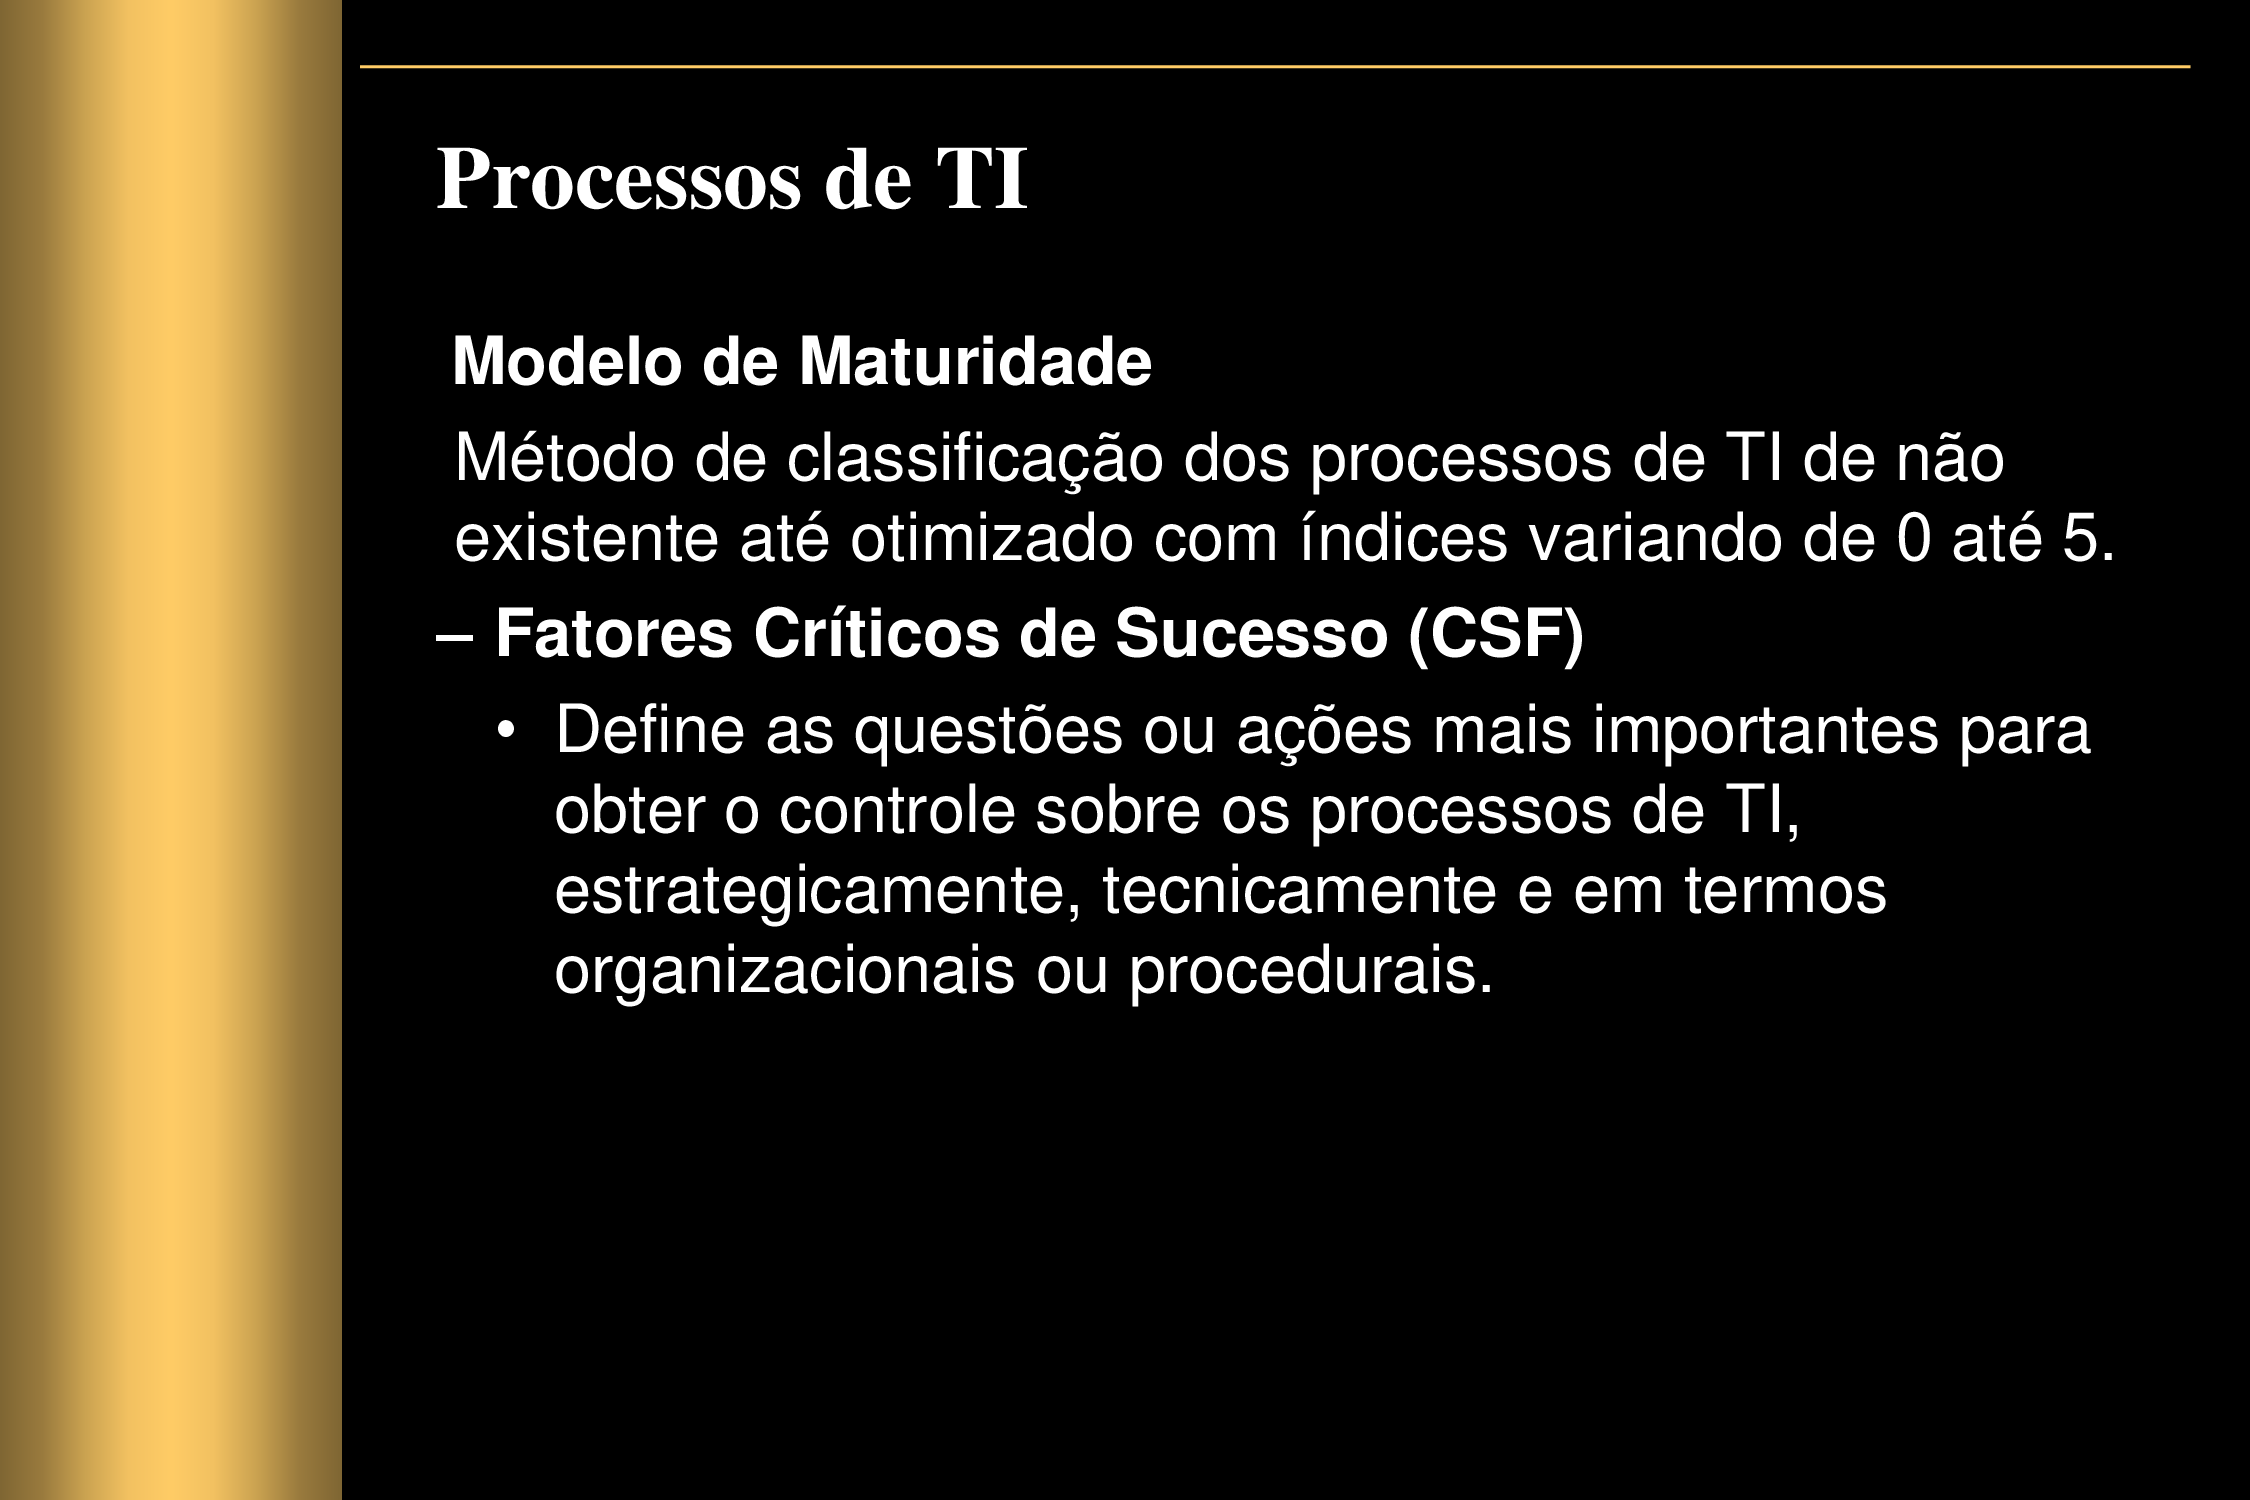 Processos de TI
Modelo de Maturidade
Método de classificação dos processos de TI de não
existente até otimizado com índices variando de 0 até 5.
– Fatores Críticos de Sucesso (CSF)
• Define as questões ou ações mais importantes para
obter o controle sobre os processos de TI,
estrategicamente, tecnicamente e em termos
organizacionais ou procedurais.